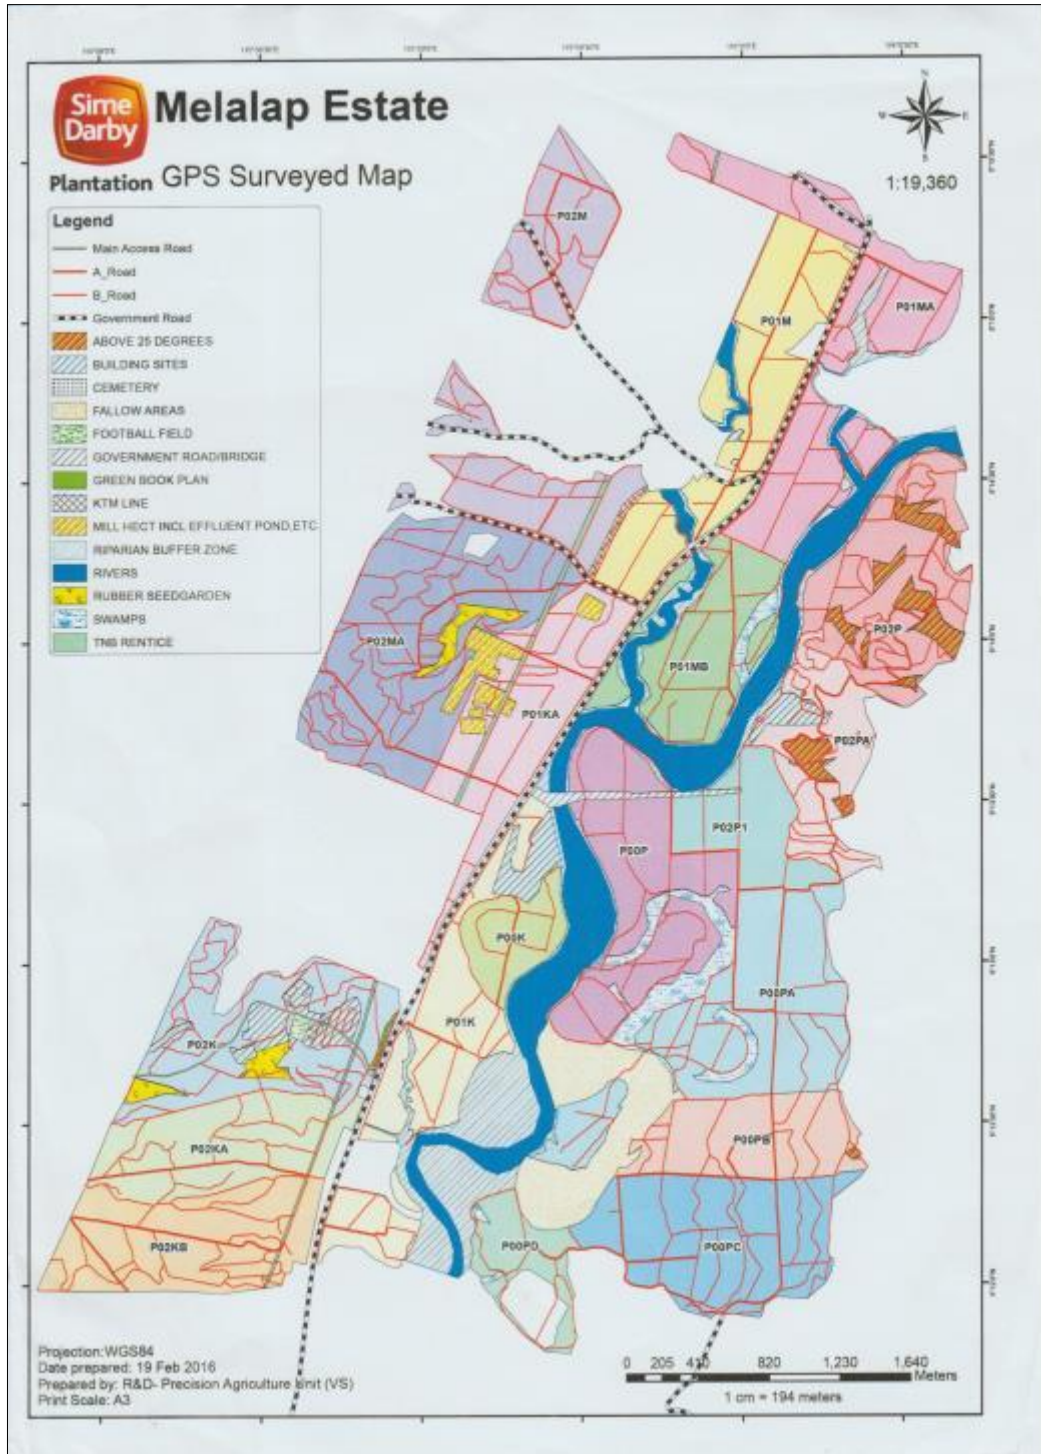 Sime
Darby
Plantation
Melalap Estate
GPS Surveyed Map
N
E
S
1:19,360
Legend
Main Access Road
A_Road
B_Road
Government Road
ABOVE 25 DEGREES
BUILDING SITES
CEMETERY
FALLOW AREAS
FOOTBALL FIELD
GOVERNMENT ROAD/BRIDGE
GREEN BOOK PLAN
KTM LINE
MILL HECT INCL EFFLUENT POND,ETC
RIPARIAN BUFFER ZONE
RIVERS
RUBBER SEEDGARDEN
SWAMPS
TNB RENTICE
P02M
P01MA
P01M
P02P
P02MA
P01MB
P01KA
P02PA
P02P1
P00P
P00K
P00PA
P01K
P02K
P00PB
P02KA
P02KB
P00PD
P00PC
Projection:WGS84
Date prepared: 19 Feb 2016
Prepared by: R&D- Precision Agriculture Unit (VS)
Print Scale: A3
0 205 410 820 1,230 1,640
Meters
1 cm = 194 meters